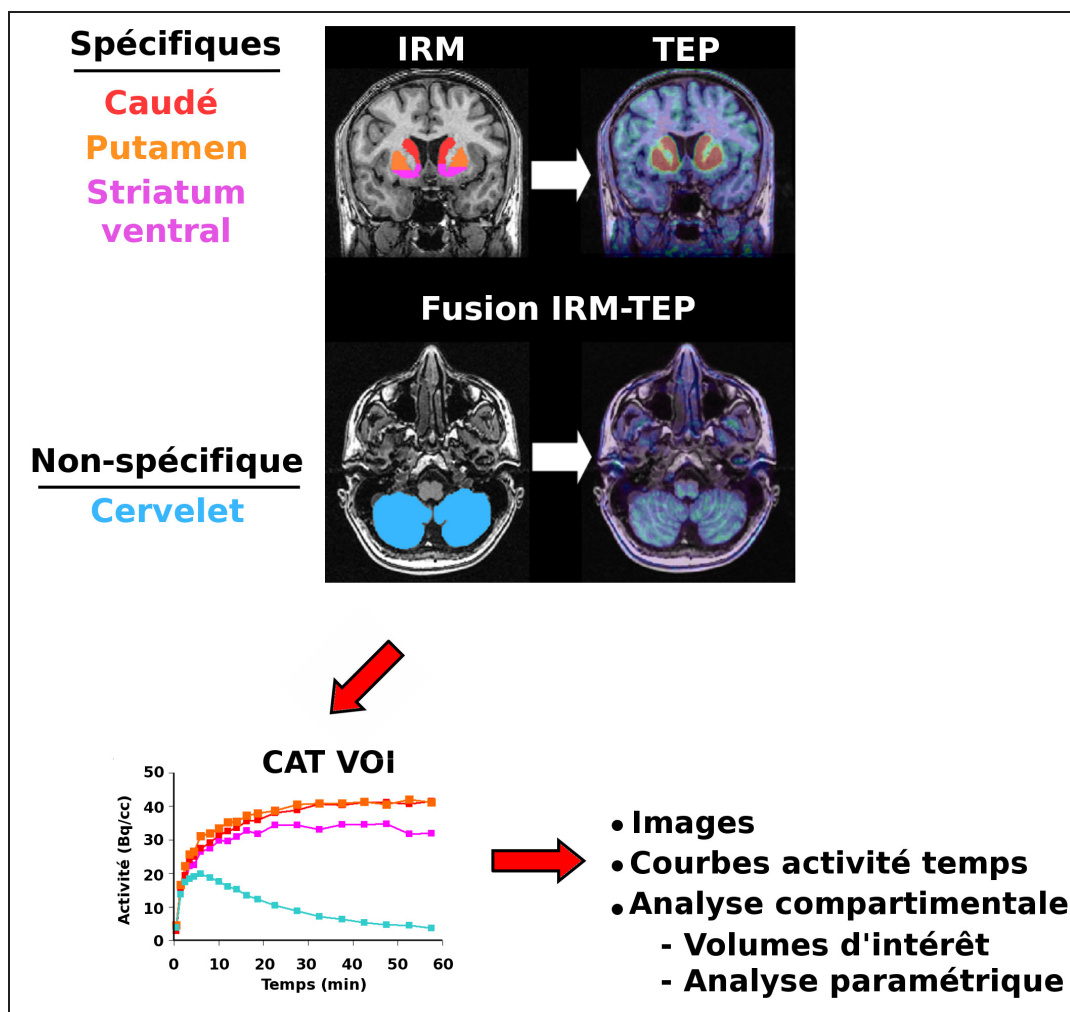 Spécifiques
Caudé
Putamen
Striatum
ventral
IRM
TEP
Fusion IRM-TEP
Non-spécifique
Cervelet
CAT VOI
Activité (Bq/cc)
50
40
30
20
10
0
0 10 20 30 40 50 60
Temps (min)
• Images
• Courbes activité temps
• Analyse compartimentale
- Volumes d'intérêt
- Analyse paramétrique